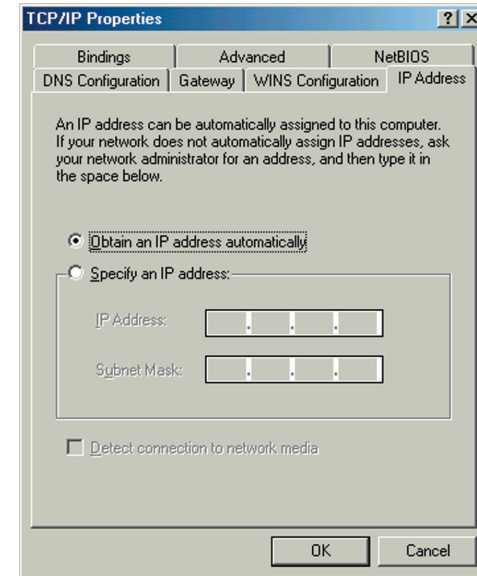 TCP/IP Properties
Bindings Advanced NetBIOS
DNS Configuration Gateway WINS Configuration IP Address
An IP address can be automatically assigned to this computer.
If your network does not automatically assign IP addresses, ask
your network administrator for an address, and then type it in
the space below.
Obtain an IP address automatically
Specify an IP address:
IP Address:
Subnet Mask:
Detect connection to network media
OK Cancel